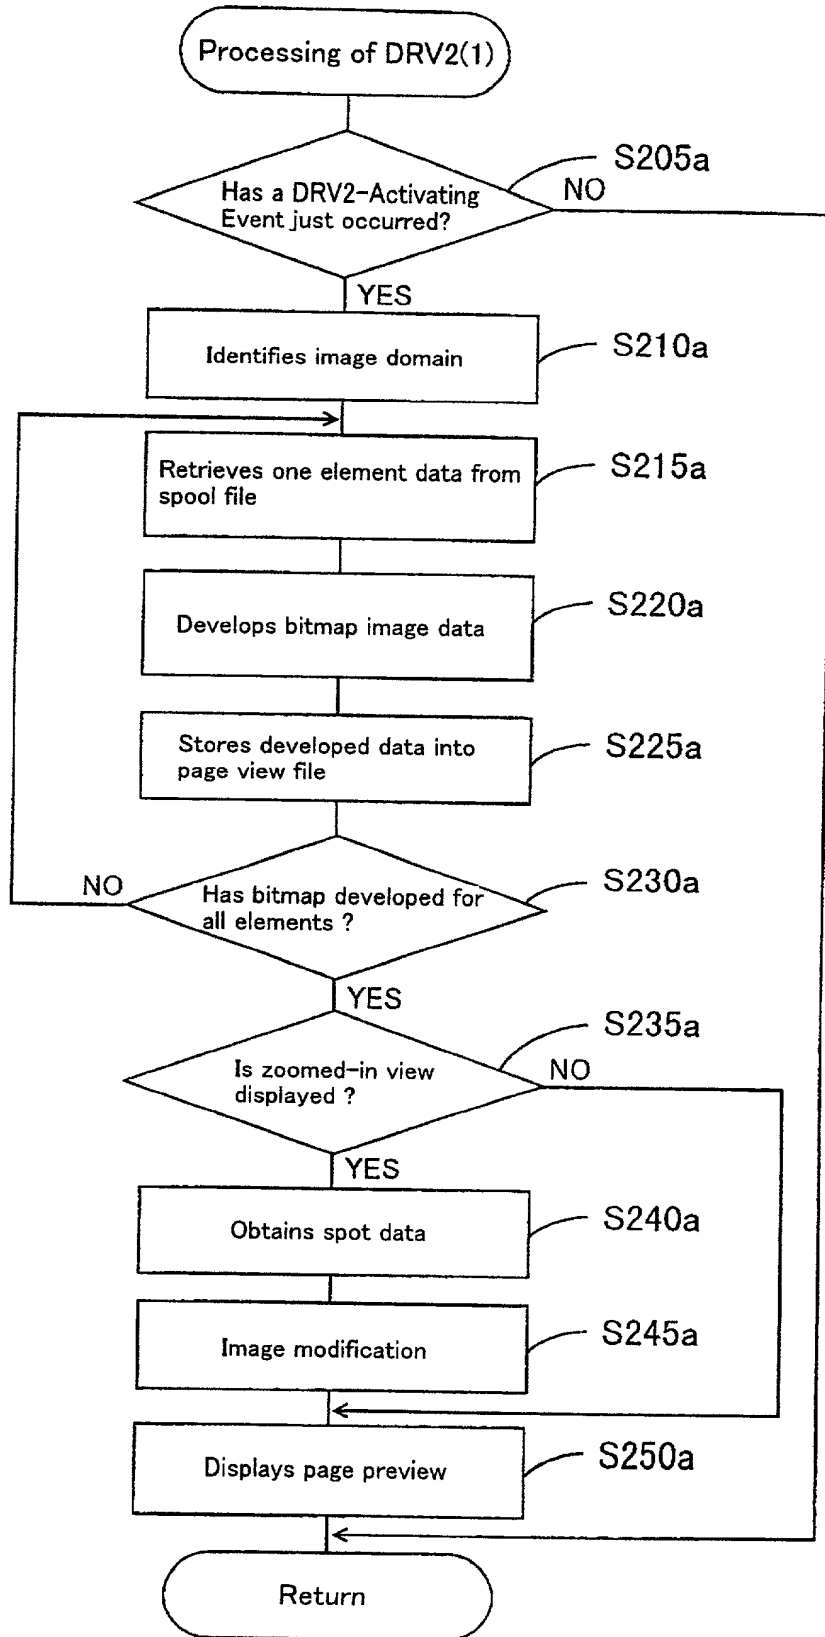 Processing of DRV2(1)
S205a
Has a DRV2-Activating
Event just occurred?
NO
YES
Identifies image domain
S210a
Retrieves one element data from
spool file
S215a
Develops bitmap image data
S220a
Stores developed data into
page view file
S225a
Has bitmap developed for
all elements ?
S230a
NO
YES
S235a
Is zoomed-in view
displayed ?
NO
YES
Obtains spot data
S240a
Image modification
S245a
Displays page preview
S250a
Return